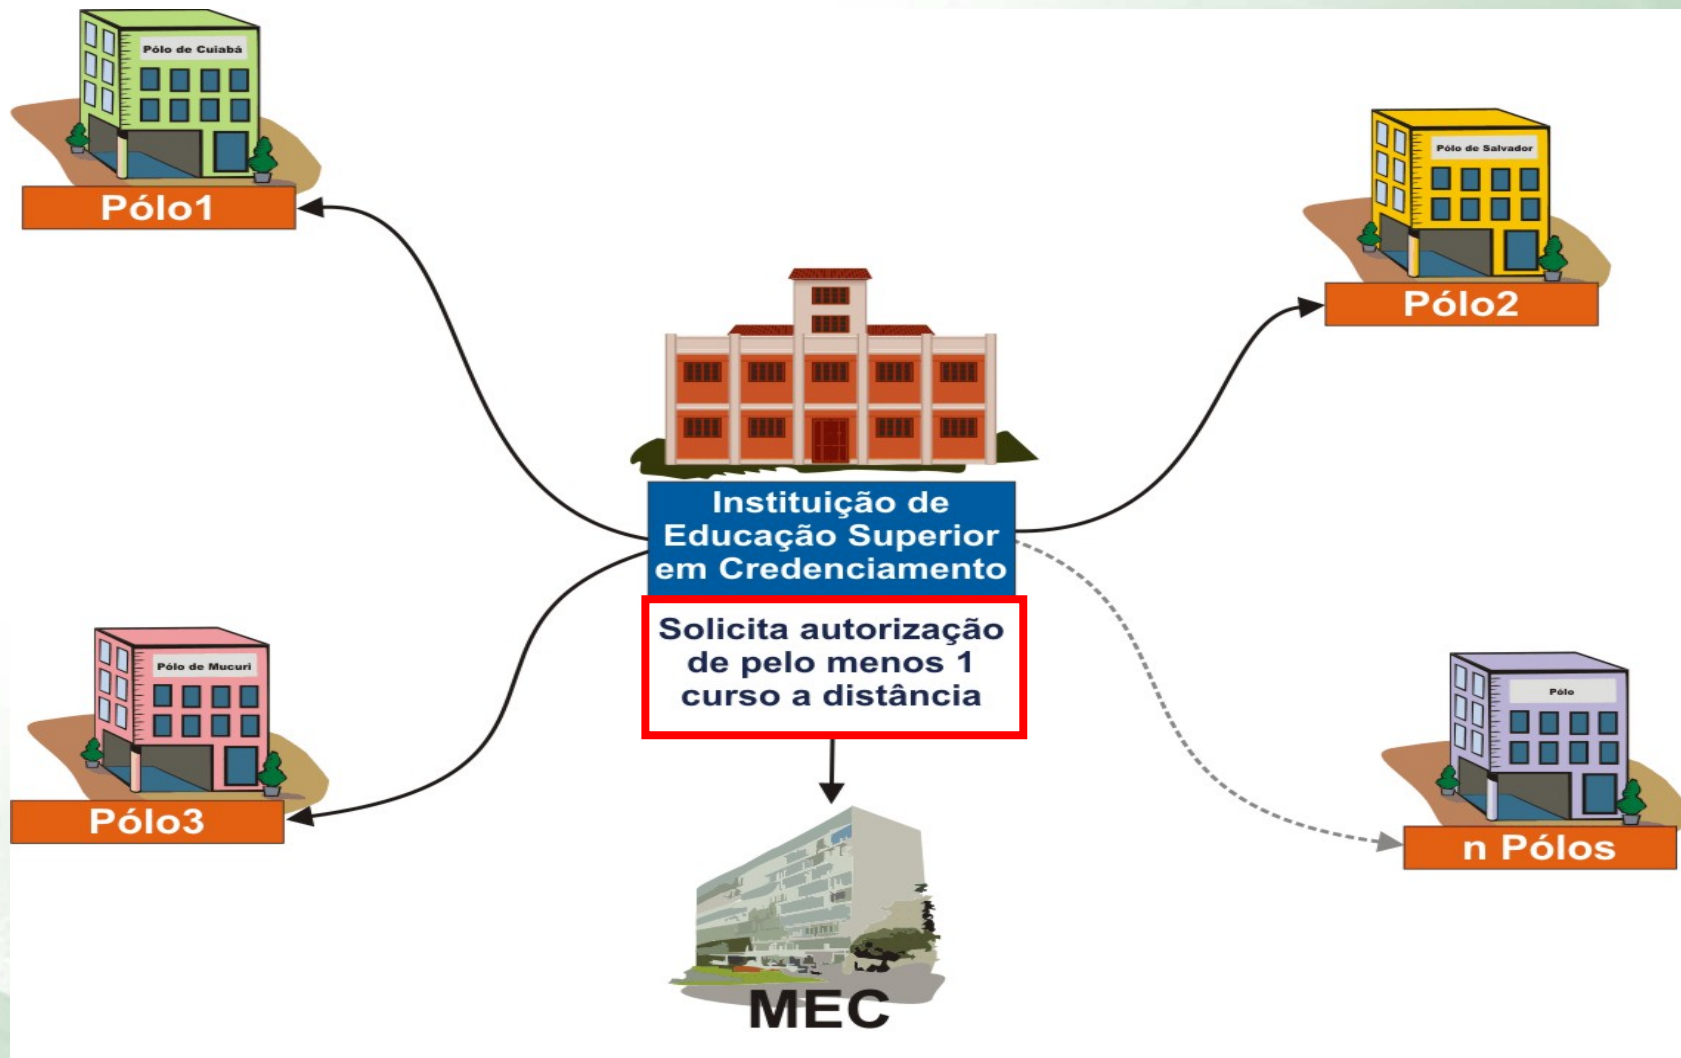 Pólo de Cuiabá
Pólo1
Pólo de Salvador
Pólo2
Instituição de
Educação Superior
em Credenciamento
Solicita autorização
de pelo menos 1
curso a distância
Pólo de Mucuri
Pólo3
Pólo
n Pólos
MEC